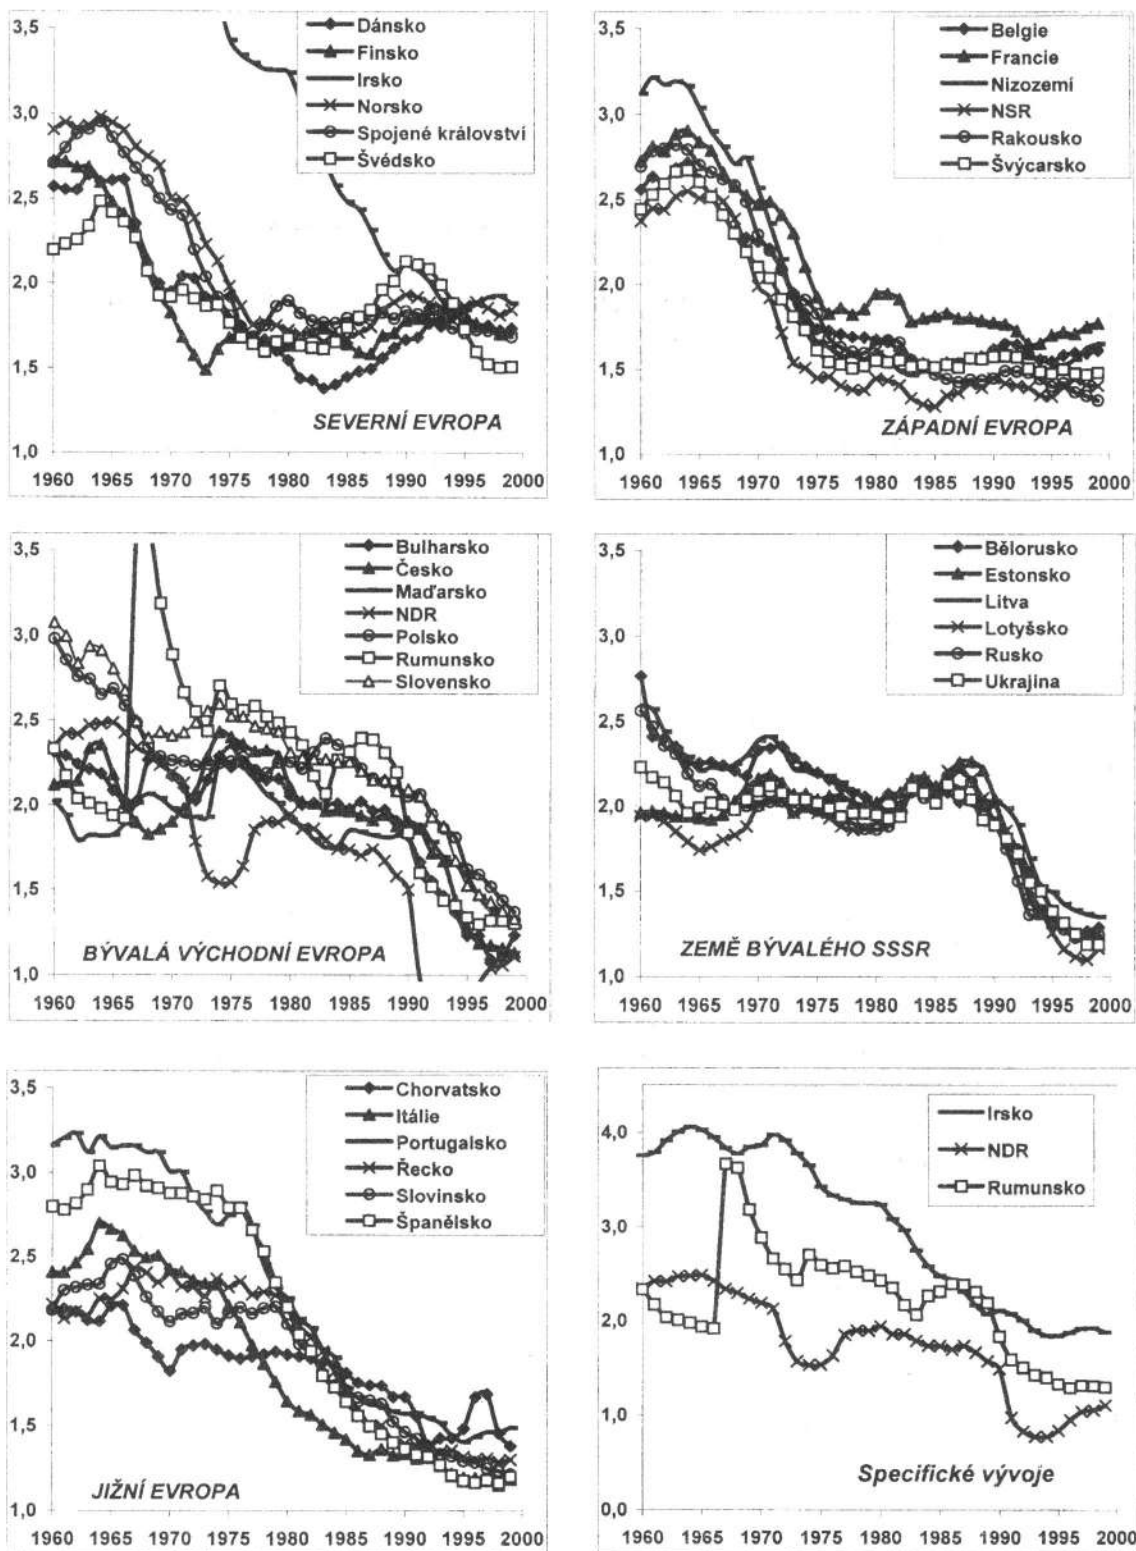 3,5
3,0
2,5
2,0
1,5
1,0
1960 1965 1970 1975 1980 1985 1990 1995 2000
Dánsko
Finsko
Irsko
Norsko
Spojené království
Švédsko
SEVERNÍ EVROPA
3,5
3,0
2,5
2,0
1,5
1,0
1960 1965 1970 1975 1980 1985 1990 1995 2000
Belgie
Francie
Nizozemí
NSR
Rakousko
Švýcarsko
ZÁPADNÍ EVROPA
3,5
3,0
2,5
2,0
1,5
1,0
1960 1965 1970 1975 1980 1985 1990 1995 2000
Bulharsko
Česko
Maďarsko
NDR
Polsko
Rumunsko
Slovensko
BÝVALÁ VÝCHODNÍ EVROPA
3,5
3,0
2,5
2,0
1,5
1,0
1960 1965 1970 1975 1980 1985 1990 1995 2000
Bělorusko
Estonsko
Litva
Lotyšsko
Rusko
Ukrajina
ZEMĚ BÝVALÉHO SSSR
3,5
3,0
2,5
2,0
1,5
1,0
1960 1965 1970 1975 1980 1985 1990 1995 2000
Chorvatsko
Itálie
Portugalsko
Řecko
Slovinsko
Španělsko
JIŽNÍ EVROPA
4,0
3,0
2,0
1,0
0,0
1960 1965 1970 1975 1980 1985 1990 1995 2000
Irsko
NDR
Rumunsko
Specifické vývoje